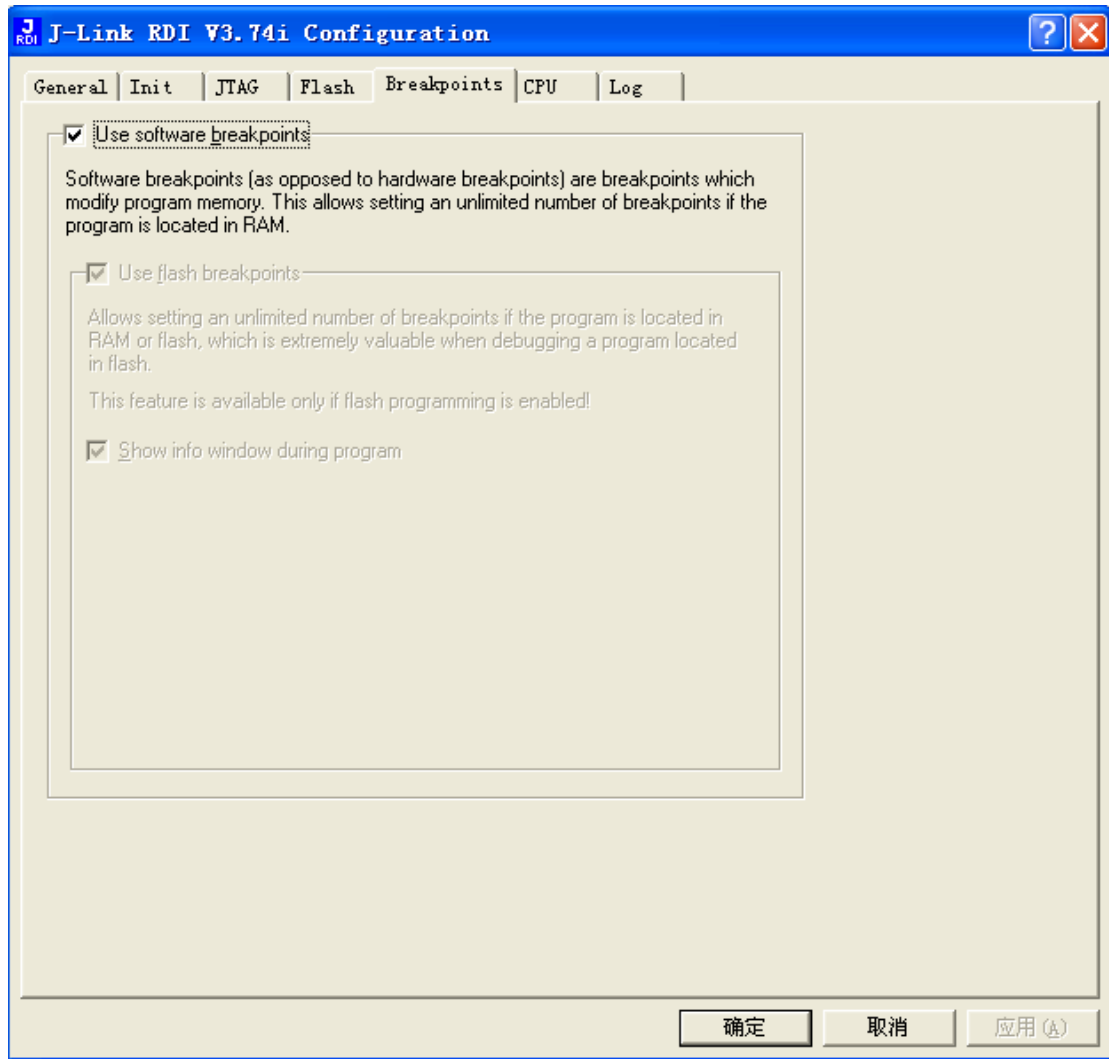 J RDI J-Link RDI V3.74i Configuration
General Init JTAG Flash Breakpoints CPU Log
Use software breakpoints
Software breakpoints (as opposed to hardware breakpoints) are breakpoints which
modify program memory. This allows setting an unlimited number of breakpoints if the
program is located in RAM.
Use flash breakpoints
Allows setting an unlimited number of breakpoints if the program is located in
RAM or flash, which is extremely valuable when debugging a program located
in flash.
This feature is available only if flash programming is enabled!
Show info window during program
确定 取消 应用(A)